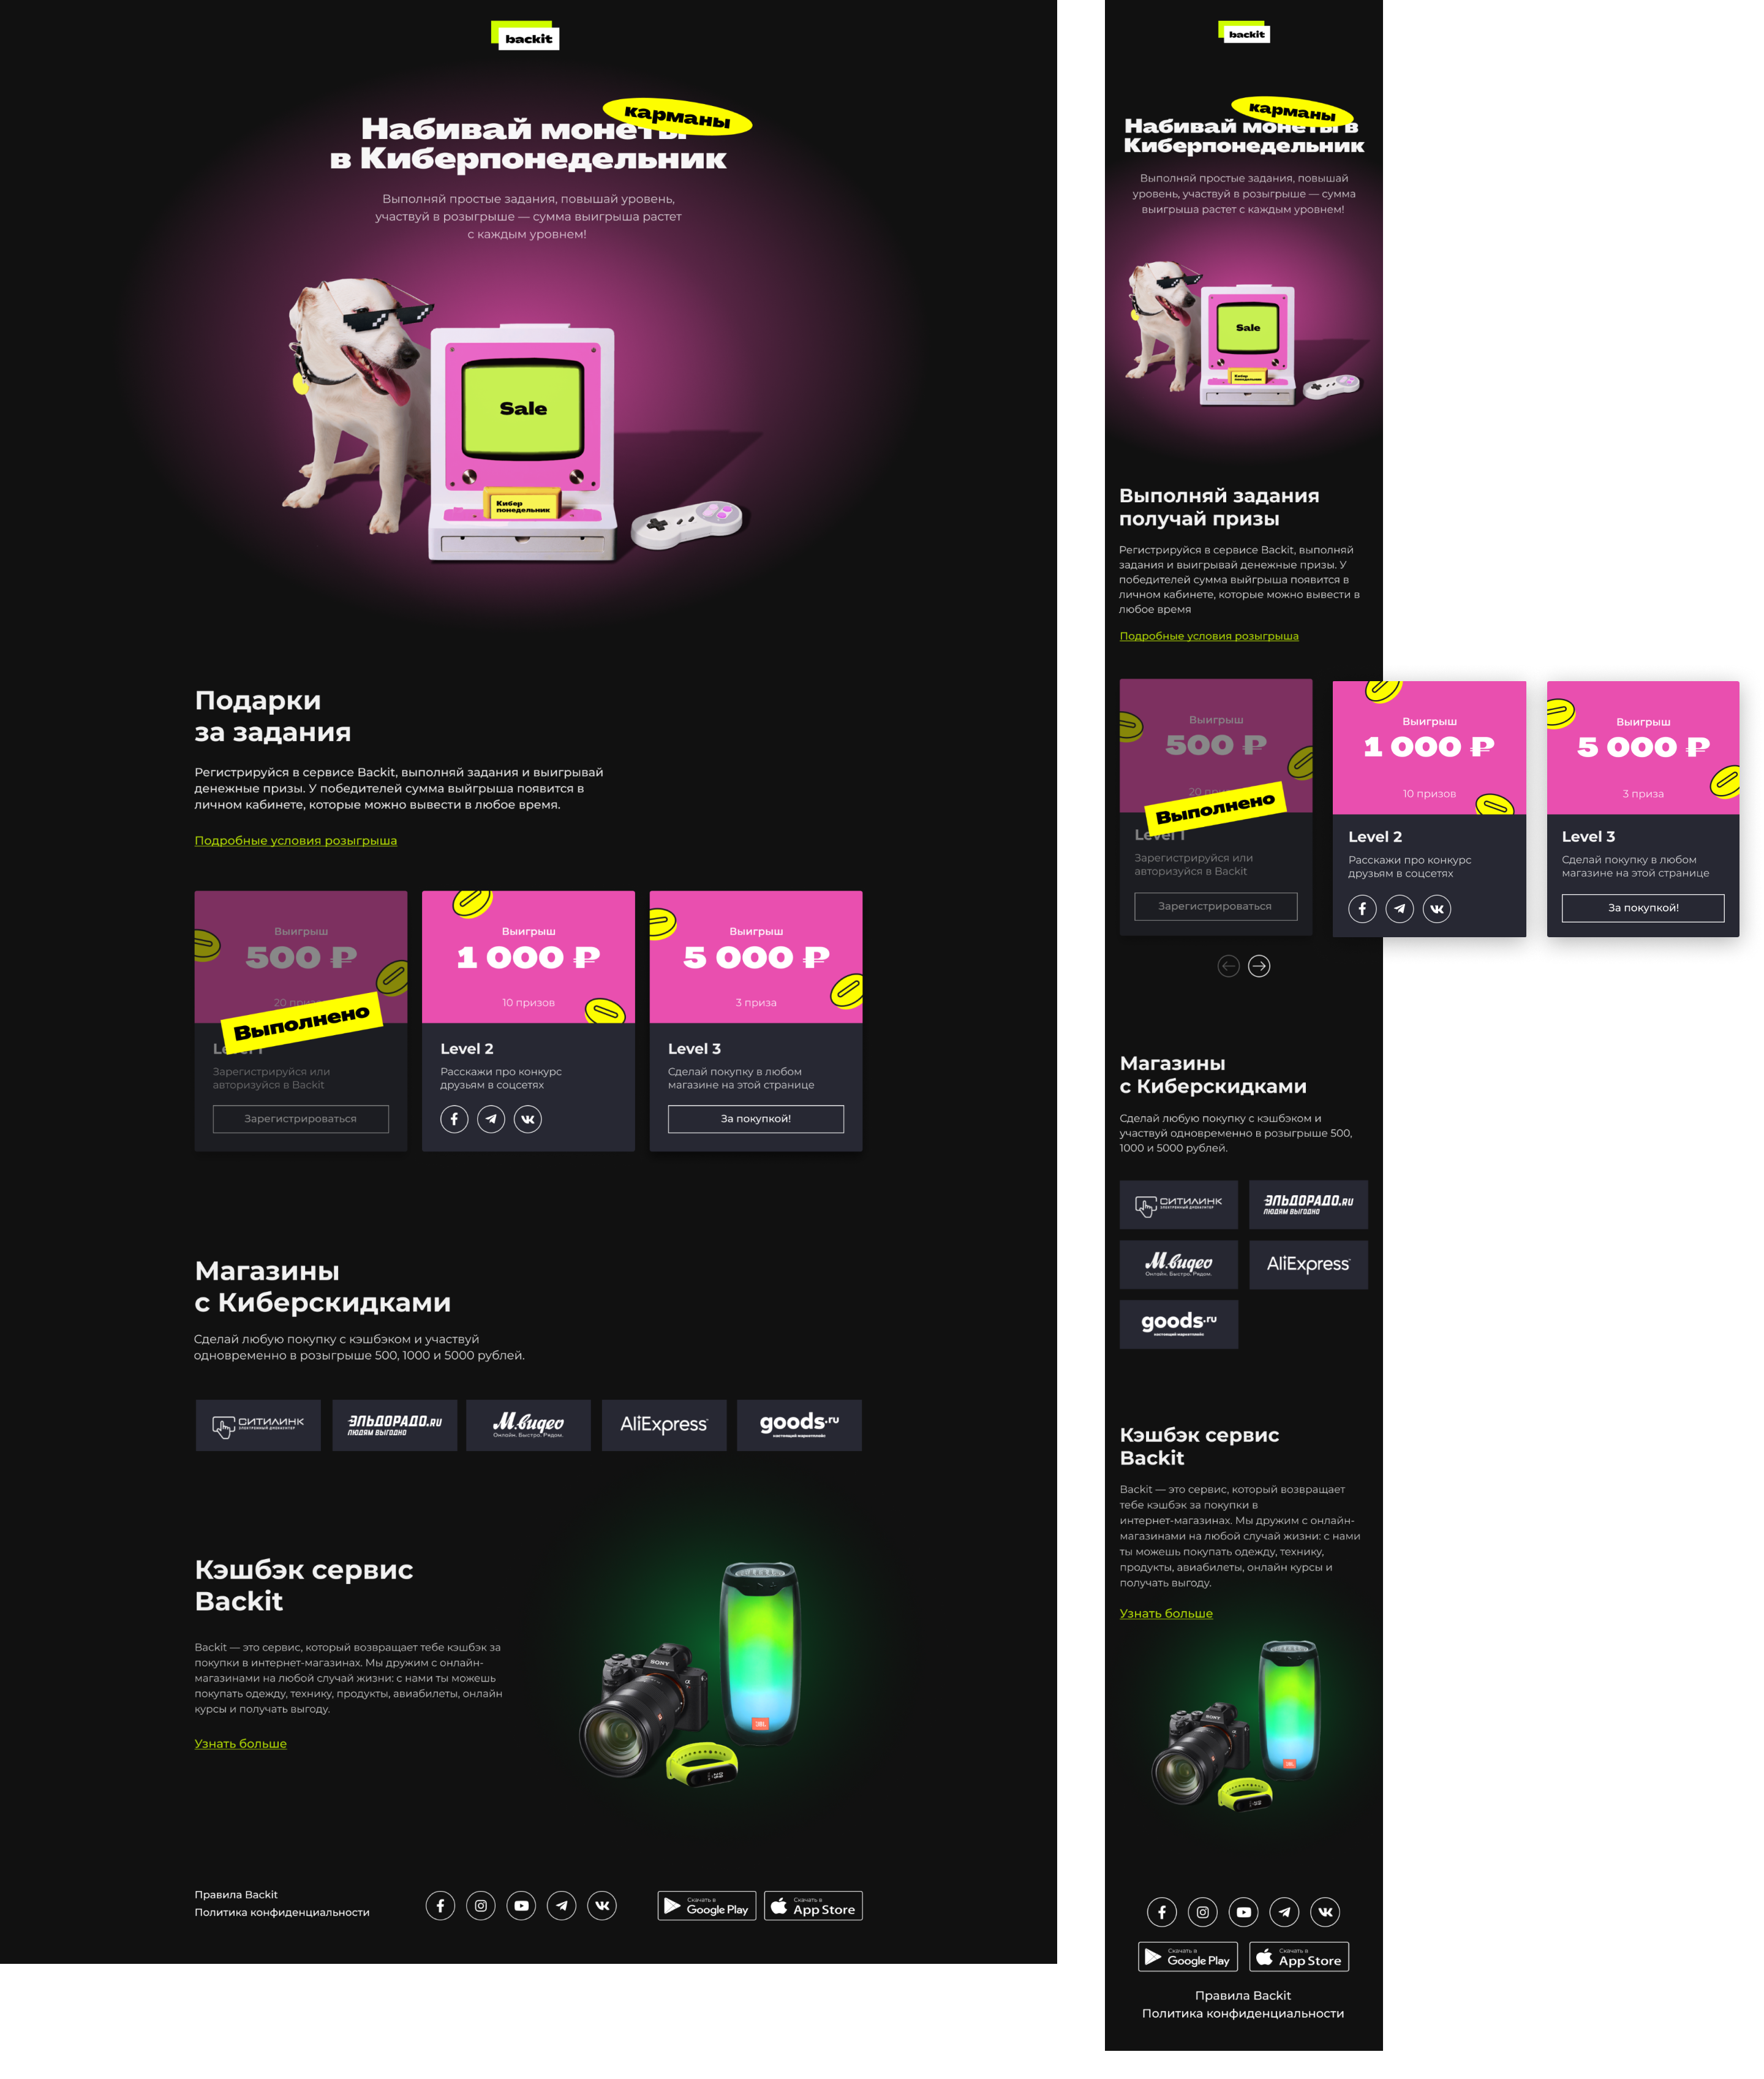 backit
карманы
Набивай монеты
в Киберпонедельник
Выполняй простые задания, повышай уровень,
участвуй в розыгрыше — сумма выигрыша растет
с каждым уровнем!
Sale
Кибер
понедельник
Подарки
за задания
Регистрируйся в сервисе Backit, выполняй задания и выигрывай
денежные призы. У победителей сумма выйгрыша появится в
личном кабинете, которые можно вывести в любое время.
Подробные условия розыгрыша
Выигрыш
500 ₽
20
Выполнено
Level 1
Зарегистрируйся или
авторизуйся в Backit
Зарегистрироваться
Выигрыш
1 000 ₽
10 призов
Level 2
Расскажи про конкурс
друзьям в соцсетях
Выигрыш
5 000 ₽
3 приза
Level 3
Сделай покупку в любом
магазине на этой странице
За покупкой!
Магазины
с Киберскидками
Сделай любую покупку с кэшбэком и участвуй
одновременно в розыгрыше 500, 1000 и 5000 рублей.
СИТИЛИНК
ЭЛЕКТРОННЫЙ ДИСКАУНТЕР
ЭЛЬДОРАДО.RU
ЛЮДЯМ ВЫГОДНО
М.видео
Онлайн. Быстро. Рядом.
AliExpress
goods.ru
настоящий маркетплейс
Кэшбэк сервис
Backit
Backit — это сервис, который возвращает тебе кэшбэк за
покупки в интернет-магазинах. Мы дружим с онлайн-
магазинами на любой случай жизни: с нами ты можешь
покупать одежду, технику, продукты, авиабилеты, онлайн
курсы и получать выгоду.
Узнать больше
SONY
JBL
Правила Backit
Политика конфиденциальности
Скачать в
Google Play
Скачать в
App Store
backit
карманы
Набивай монеты в
Киберпонедельник
Выполняй простые задания, повышай
уровень, участвуй в розыгрыше — сумма
выигрыша растет с каждым уровнем!
Sale
Кибер
понедельник
Выполняй задания
получай призы
Регистрируйся в сервисе Backit, выполняй
задания и выигрывай денежные призы. У
победителей сумма выйгрыша появится в
личном кабинете, которые можно вывести в
любое время
Подробные условия розыгрыша
Выигрыш
500 ₽
20
Выполнено
Level 1
Зарегистрируйся или
авторизуйся в Backit
Зарегистрироваться
Выигрыш
1 000 ₽
10 призов
Level 2
Расскажи про конкурс
друзьям в соцсетях
Выигрыш
5 000 ₽
3 приза
Level 3
Сделай покупку в любом
магазине на этой странице
За покупкой!
Магазины
с Киберскидками
Сделай любую покупку с кэшбэком и
участвуй одновременно в розыгрыше 500,
1000 и 5000 рублей.
СИТИЛИНК
ЭЛЕКТРОННЫЙ ДИСКАУНТЕР
ЭЛЬДОРАДО.RU
ЛЮДЯМ ВЫГОДНО
М.видео
Онлайн. Быстро. Рядом.
AliExpress
goods.ru
настоящий маркетплейс
Кэшбэк сервис
Backit
Backit — это сервис, который возвращает
тебе кэшбэк за покупки в
интернет-магазинах. Мы дружим с онлайн-
магазинами на любой случай жизни: с нами
ты можешь покупать одежду, технику,
продукты, авиабилеты, онлайн курсы и
получать выгоду.
Узнать больше
SONY
JBL
Скачать в
Google Play
Скачать в
App Store
Правила Backit
Политика конфиденциальности